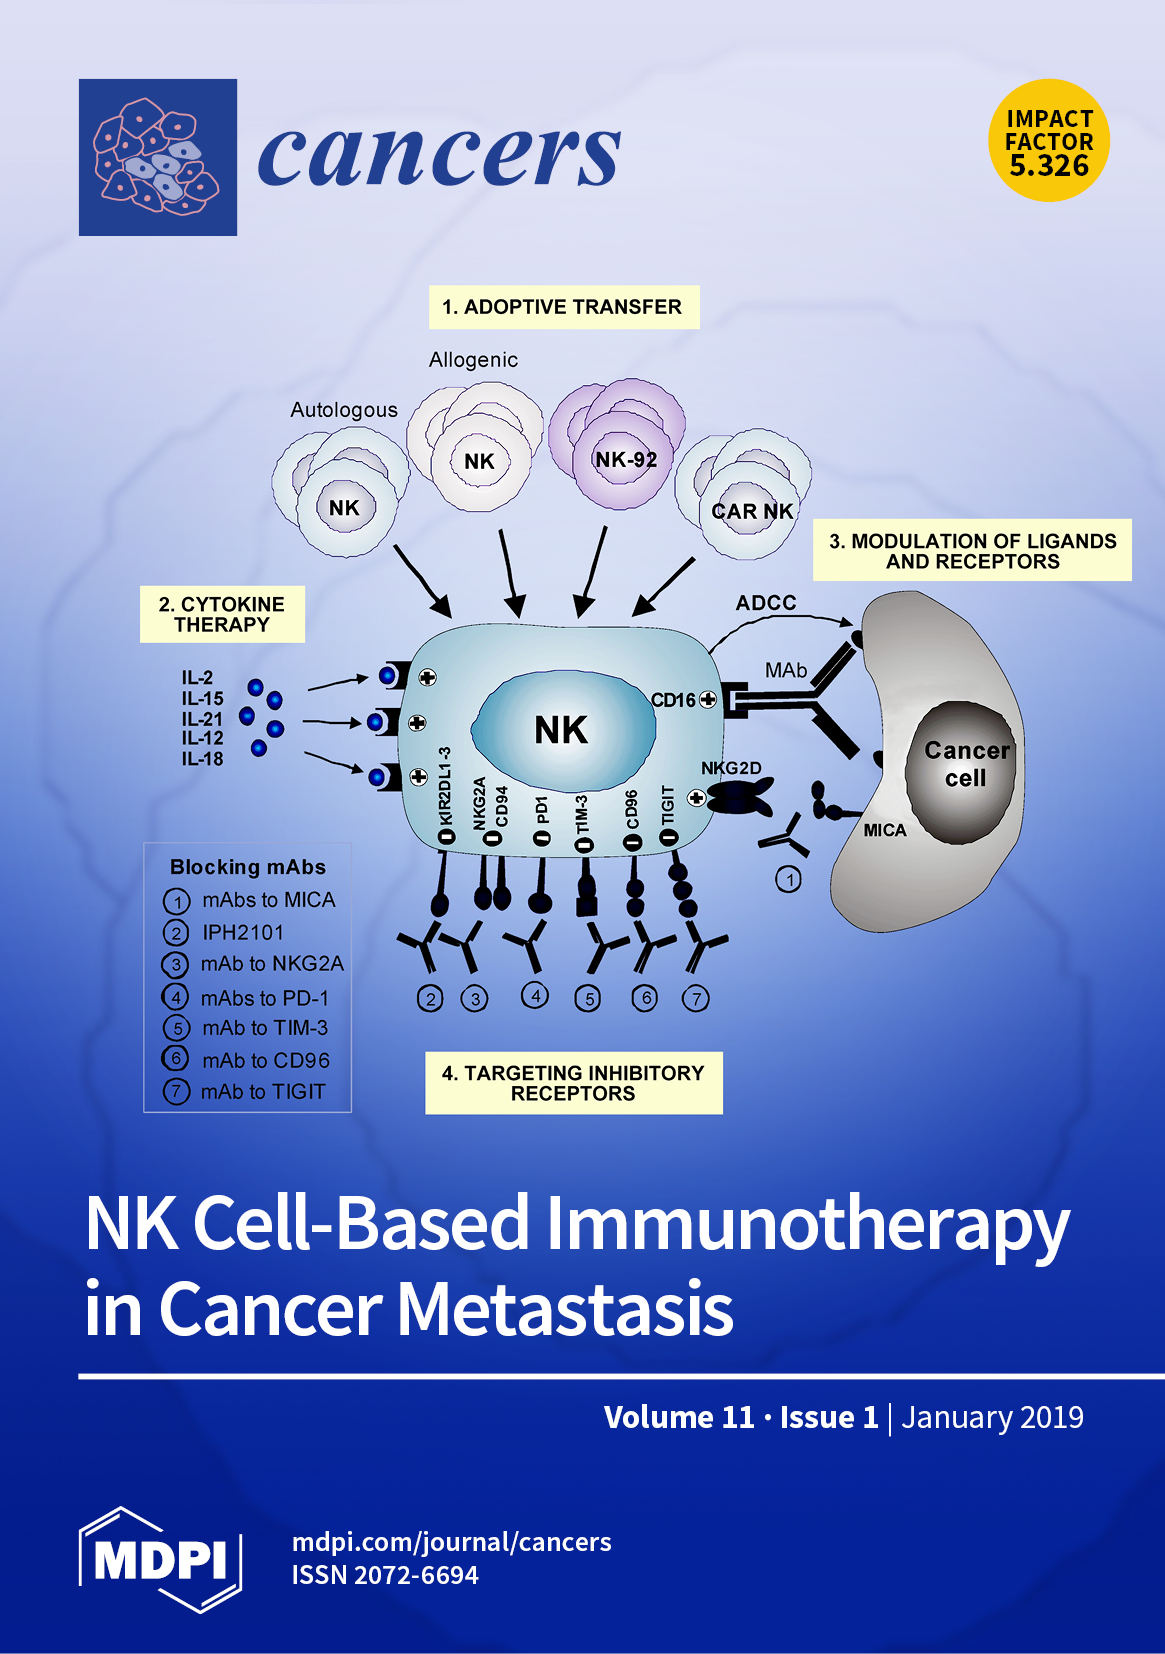 cancers
IMPACT
FACTOR
5.326
1. ADOPTIVE TRANSFER
Allogenic
Autologous
NK
NK
NK-92
CAR NK
3. MODULATION OF LIGANDS
AND RECEPTORS
2. CYTOKINE
THERAPY
IL-2
IL-15
IL-21
IL-12
IL-18
ADCC
MAb
CD16
NK
NKG2D
Cancer
cell
MICA
1
KIR2DL1-3
NKG2A
CD94
PD1
TIM-3
CD96
TIGIT
2
3
4
5
6
7
Blocking mAbs
1 mAbs to MICA
2 IPH2101
3 mAb to NKG2A
4 mAbs to PD-1
5 mAb to TIM-3
6 mAb to CD96
7 mAb to TIGIT
4. TARGETING INHIBITORY
RECEPTORS
NK Cell-Based Immunotherapy
in Cancer Metastasis
Volume 11 · Issue 1 | January 2019
MDPI
mdpi.com/journal/cancers
ISSN 2072-6694